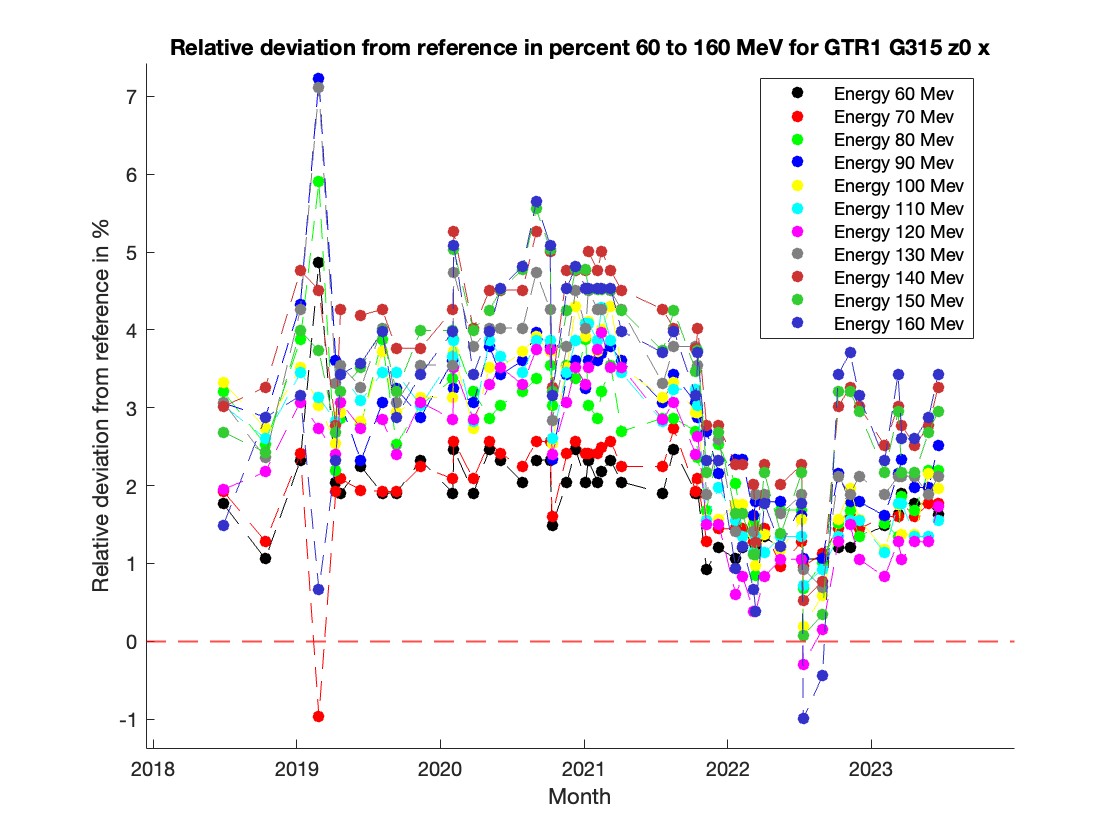 Relative deviation from reference in percent 60 to 160 MeV for GTR1 G315 z0 x
Energy 60 Mev
Energy 70 Mev
Energy 80 Mev
Energy 90 Mev
Energy 100 Mev
Energy 110 Mev
Energy 120 Mev
Energy 130 Mev
Energy 140 Mev
Energy 150 Mev
Energy 160 Mev
Relative deviation from reference in %
7
6
5
4
3
2
1
0
-1
2018 2019 2020 2021 2022 2023
Month